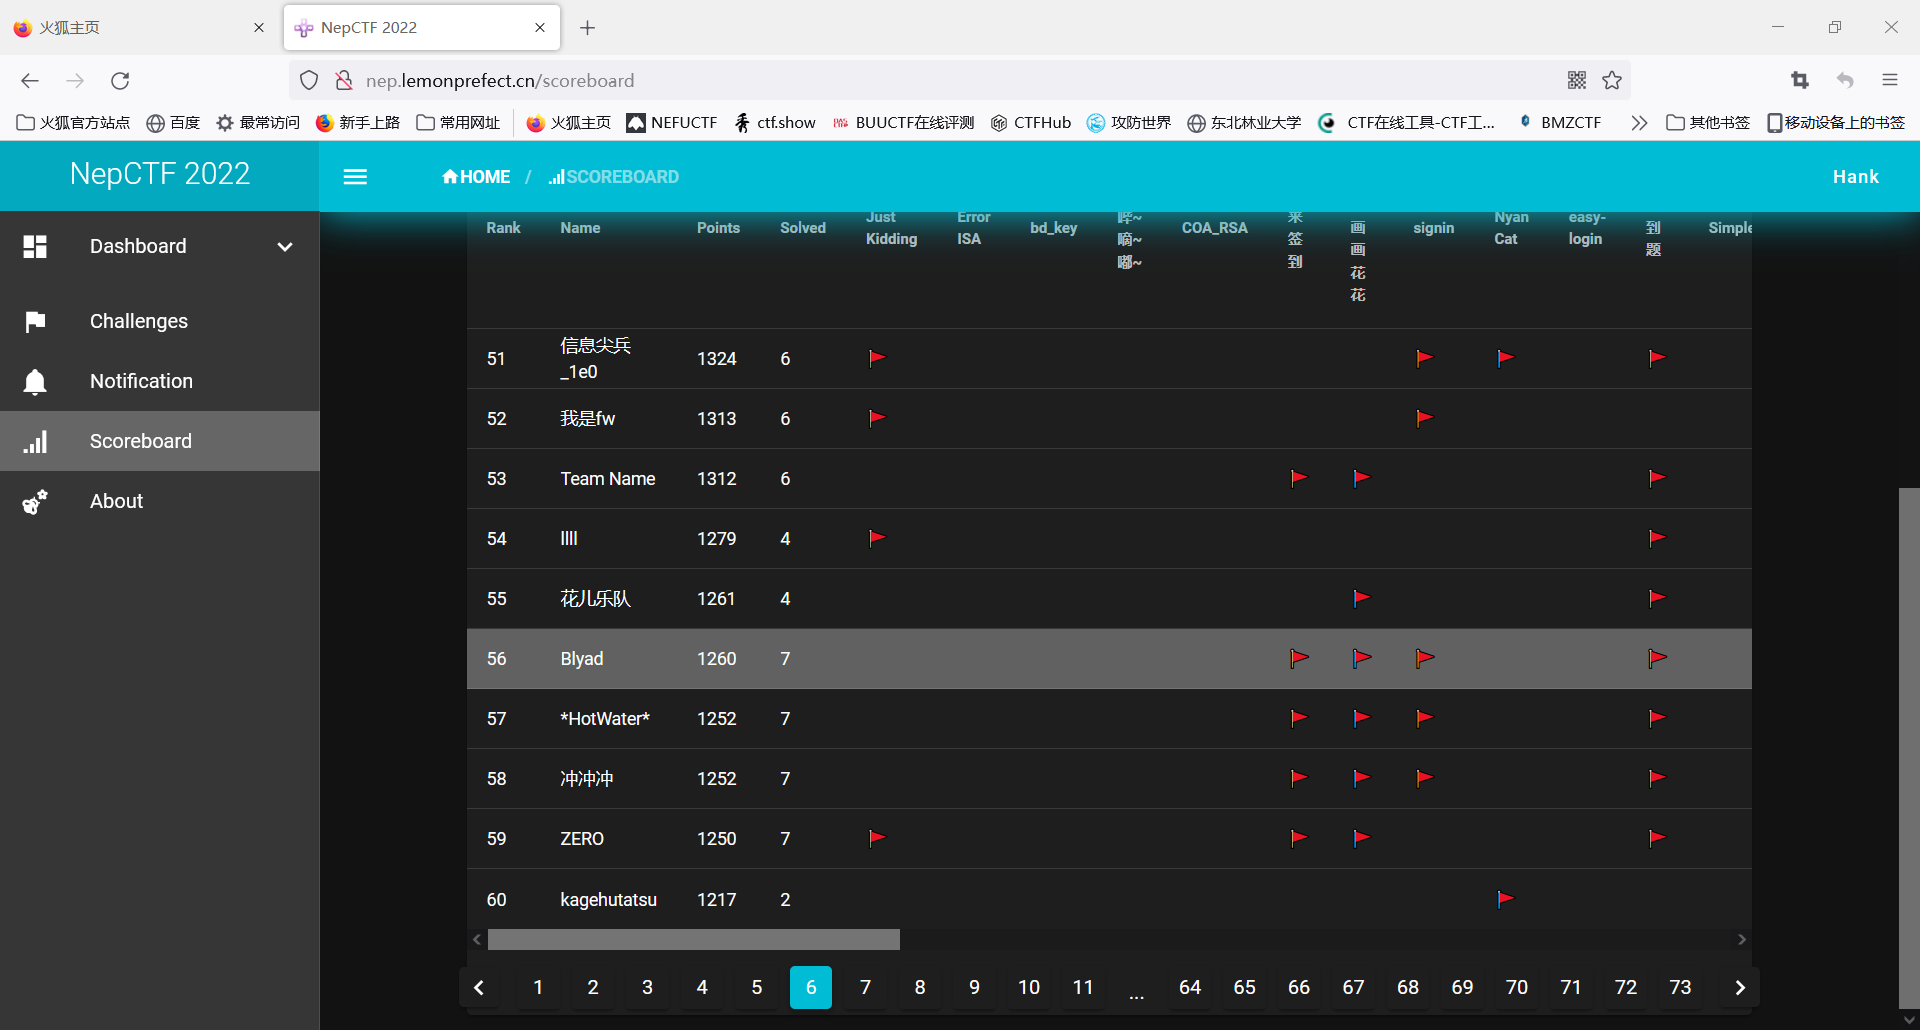 火狐主页
NepCTF 2022
nep.lemonprefect.cn/scoreboard
火狐官方站点 百度 最常访问 新手上路 常用网址 火狐主页 NEFUCTF ctf.show BUUCTF在线评测 CTFHub 攻防世界 东北林业大学 CTF在线工具-CTF工... BMZCTF 其他书签 移动设备上的书签
NepCTF 2022
HOME / SCOREBOARD
Hank
Dashboard
Challenges
Notification
Scoreboard
About
Rank Name Points Solved Just Kidding Error ISA bd_key 哔~嘀~嘟~ COA_RSA 来签到 画画花花 signin Nyan Cat easy-login 到题 Simple
51 信息尖兵_1e0 1324 6
52 我是fw 1313 6
53 Team Name 1312 6
54 llll 1279 4
55 花儿乐队 1261 4
56 Blyad 1260 7
57 *HotWater* 1252 7
58 冲冲冲 1252 7
59 ZERO 1250 7
60 kagehutatsu 1217 2
1 2 3 4 5 6 7 8 9 10 11 ... 64 65 66 67 68 69 70 71 72 73